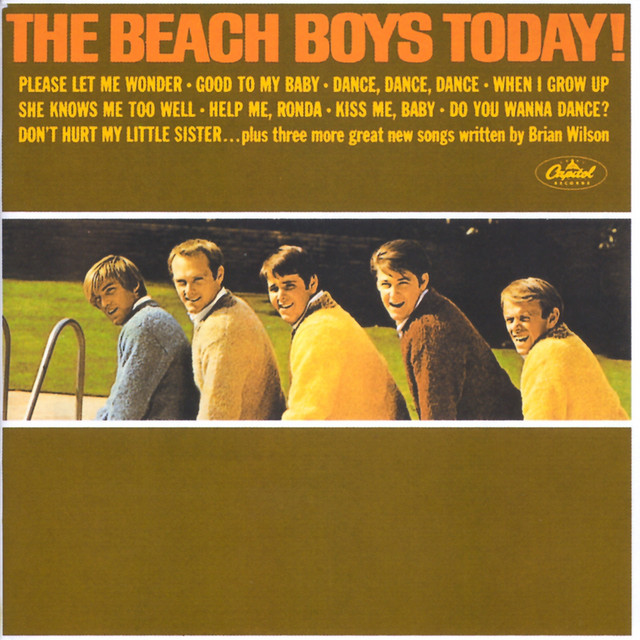 THE BEACH BOYS TODAY!
PLEASE LET ME WONDER • GOOD TO MY BABY • DANCE, DANCE, DANCE • WHEN I GROW UP
SHE KNOWS ME TOO WELL • HELP ME, RONDA • KISS ME, BABY • DO YOU WANNA DANCE?
DON'T HURT MY LITTLE SISTER...plus three more great new songs written by Brian Wilson
Capitol
RECORDS